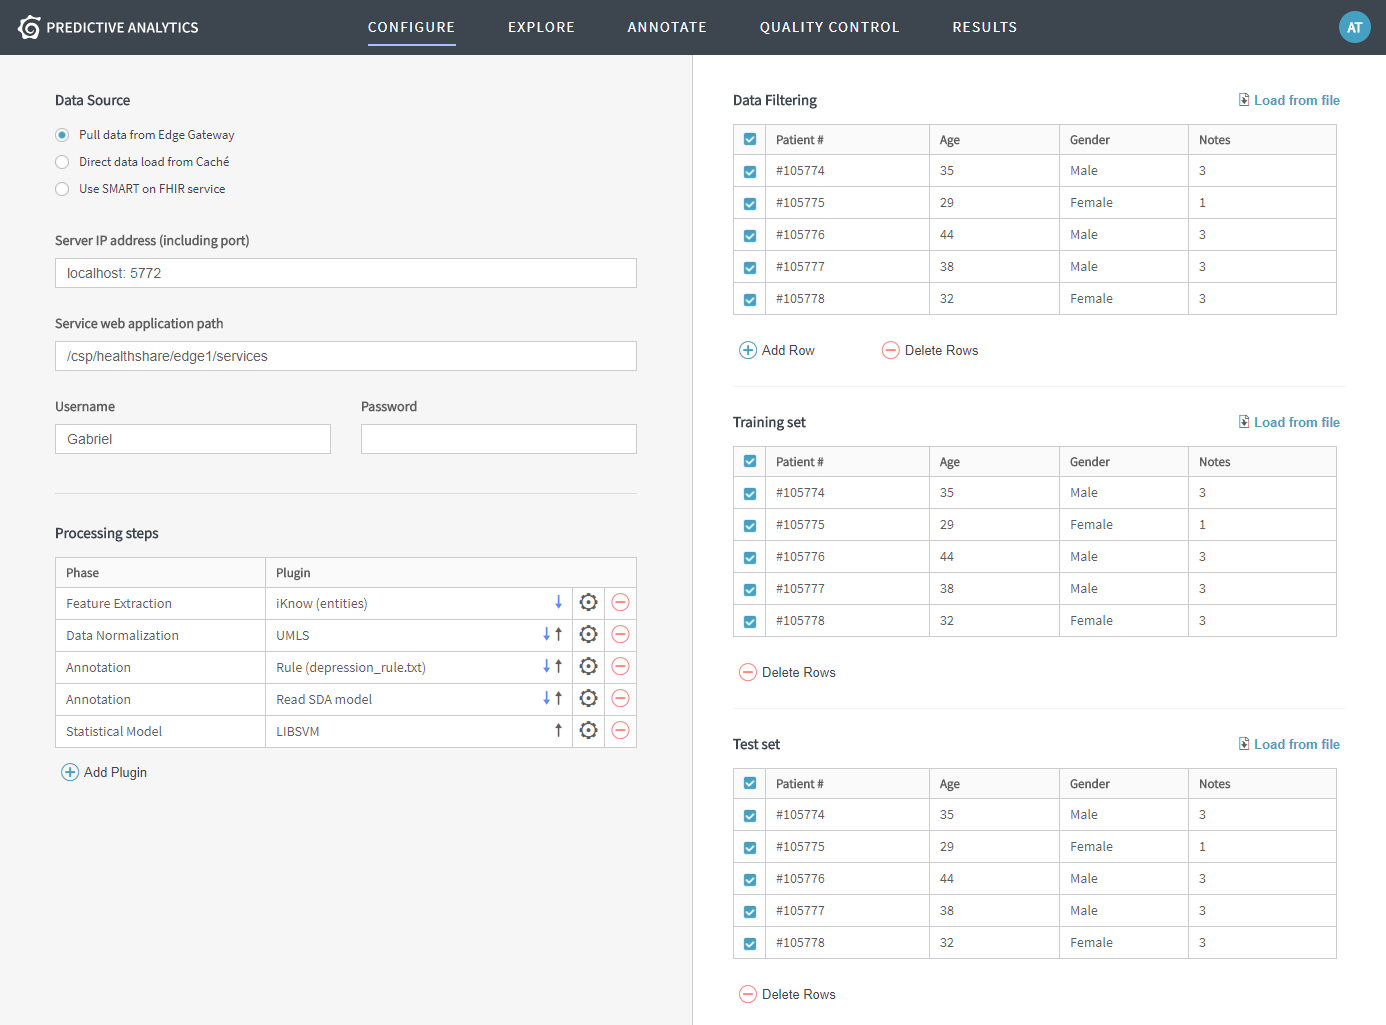 PREDICTIVE ANALYTICS
CONFIGURE EXPLORE ANNOTATE QUALITY CONTROL RESULTS
AT
Data Source
Pull data from Edge Gateway
Direct data load from Caché
Use SMART on FHIR service
Server IP address (including port)
localhost: 5772
Service web application path
/csp/healthshare/edge1/services
Username Password
Gabriel
Processing steps
Phase Plugin
Feature Extraction iKnow (entities)
Data Normalization UMLS
Annotation Rule (depression_rule.txt)
Annotation Read SDA model
Statistical Model LIBSVM
Add Plugin
Data Filtering Load from file
Patient # Age Gender Notes
#105774 35 Male 3
#105775 29 Female 1
#105776 44 Male 3
#105777 38 Male 3
#105778 32 Female 3
Add Row Delete Rows
Training set Load from file
Patient # Age Gender Notes
#105774 35 Male 3
#105775 29 Female 1
#105776 44 Male 3
#105777 38 Male 3
#105778 32 Female 3
Delete Rows
Test set Load from file
Patient # Age Gender Notes
#105774 35 Male 3
#105775 29 Female 1
#105776 44 Male 3
#105777 38 Male 3
#105778 32 Female 3
Delete Rows